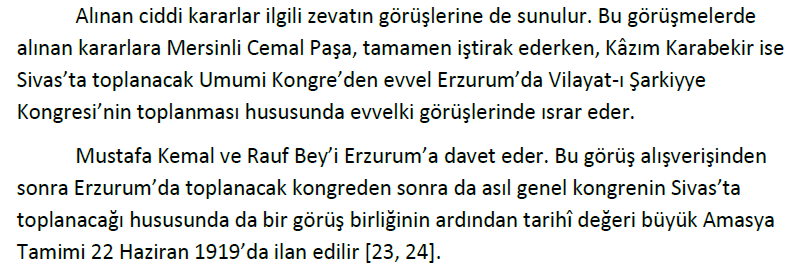 Alınan ciddi kararlar ilgili zevatın görüşlerine de sunulur. Bu görüşmelerde
alınan kararlara Mersinli Cemal Paşa, tamamen iştirak ederken, Kâzım Karabekir ise
Sivas’ta toplanacak Umumi Kongre’den evvel Erzurum’da Vilayat-ı Şarkiyye
Kongresi’nin toplanması hususunda evvelki görüşlerinde ısrar eder.
Mustafa Kemal ve Rauf Bey’i Erzurum’a davet eder. Bu görüş alışverişinden
sonra Erzurum’da toplanacak kongreden sonra da asıl genel kongrenin Sivas’ta
toplanacağı hususunda da bir görüş birliğinin ardından tarihî değeri büyük Amasya
Tamimi 22 Haziran 1919’da ilan edilir [23, 24].